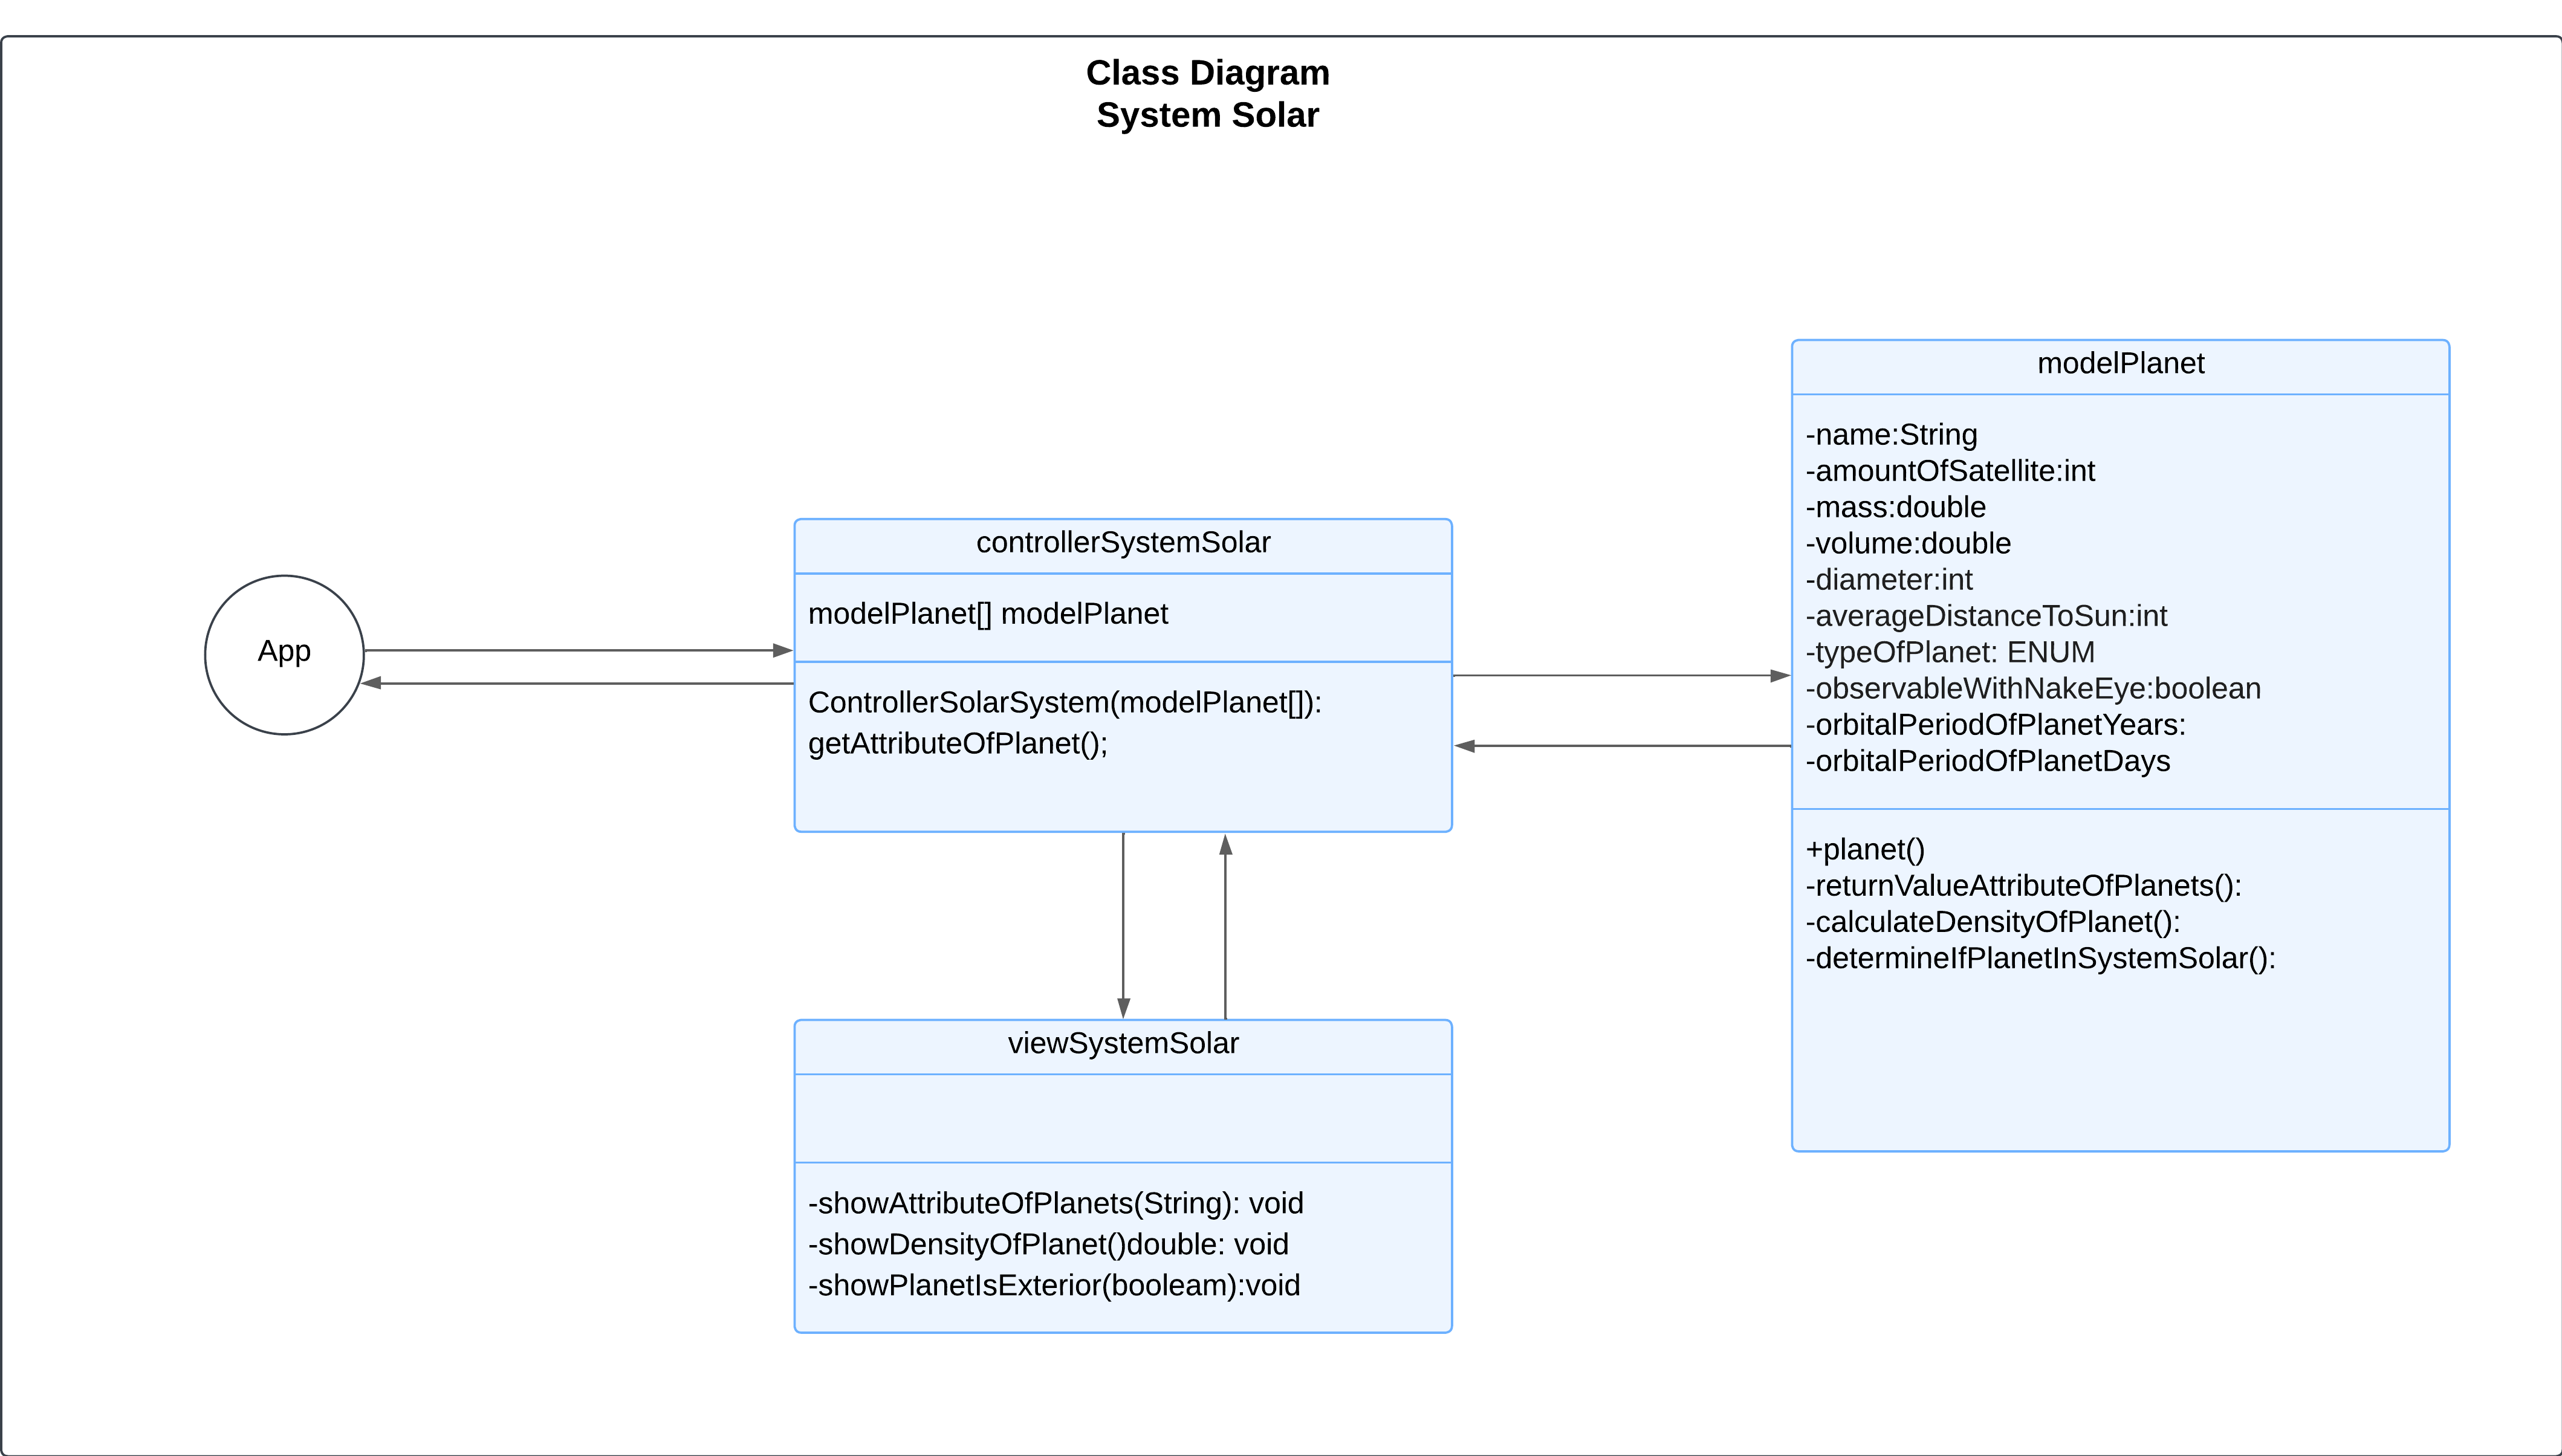 Class Diagram
System Solar
App
controllerSystemSolar
modelPlanet[] modelPlanet
ControllerSolarSystem(modelPlanet[]):
getAttributeOfPlanet();
modelPlanet
-name:String
-amountOfSatellite:int
-mass:double
-volume:double
-diameter:int
-averageDistanceToSun:int
-typeOfPlanet: ENUM
-observableWithNakeEye:boolean
-orbitalPeriodOfPlanetYears:
-orbitalPeriodOfPlanetDays
+planet()
-returnValueAttributeOfPlanets():
-calculateDensityOfPlanet():
-determineIfPlanetInSystemSolar():
viewSystemSolar
-showAttributeOfPlanets(String): void
-showDensityOfPlanet()double: void
-showPlanetIsExterior(booleam):void